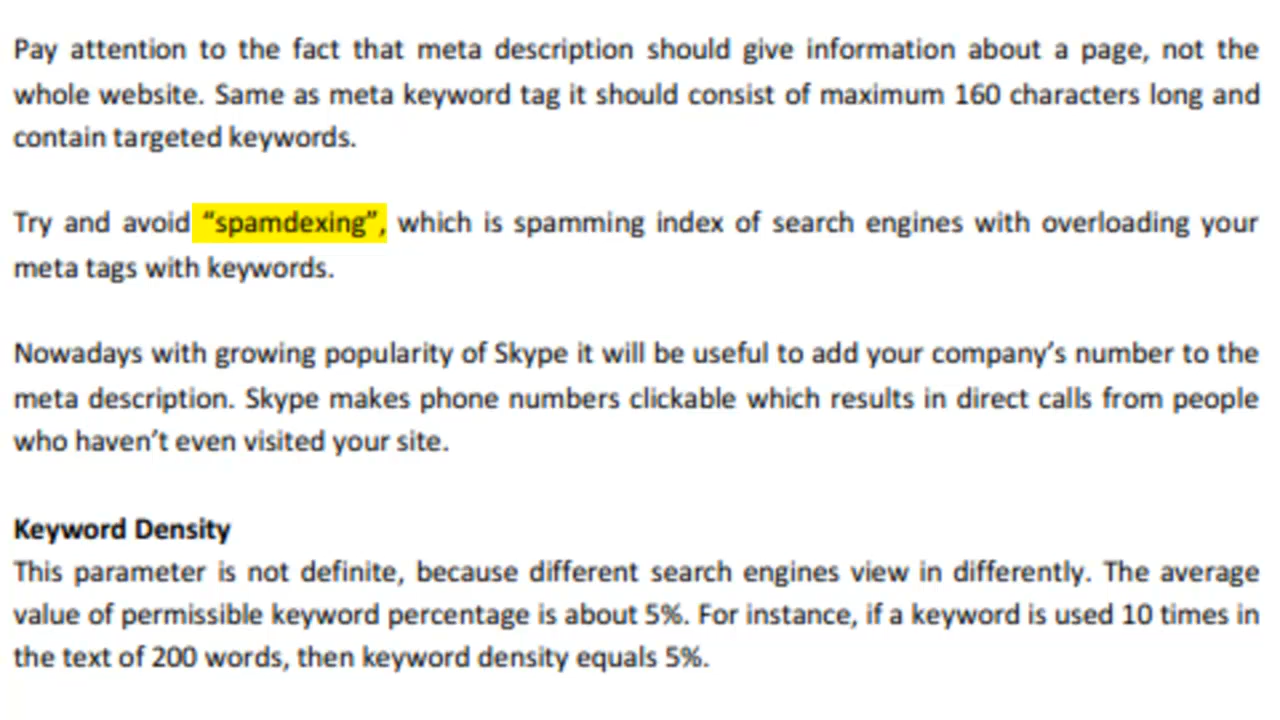 Pay attention to the fact that meta description should give information about a page, not the
whole website. Same as meta keyword tag it should consist of maximum 160 characters long and
contain targeted keywords.
Try and avoid “spamdexing”, which is spamming index of search engines with overloading your
meta tags with keywords.
Nowadays with growing popularity of Skype it will be useful to add your company’s number to the
meta description. Skype makes phone numbers clickable which results in direct calls from people
who haven’t even visited your site.
Keyword Density
This parameter is not definite, because different search engines view in differently. The average
value of permissible keyword percentage is about 5%. For instance, if a keyword is used 10 times in
the text of 200 words, then keyword density equals 5%.